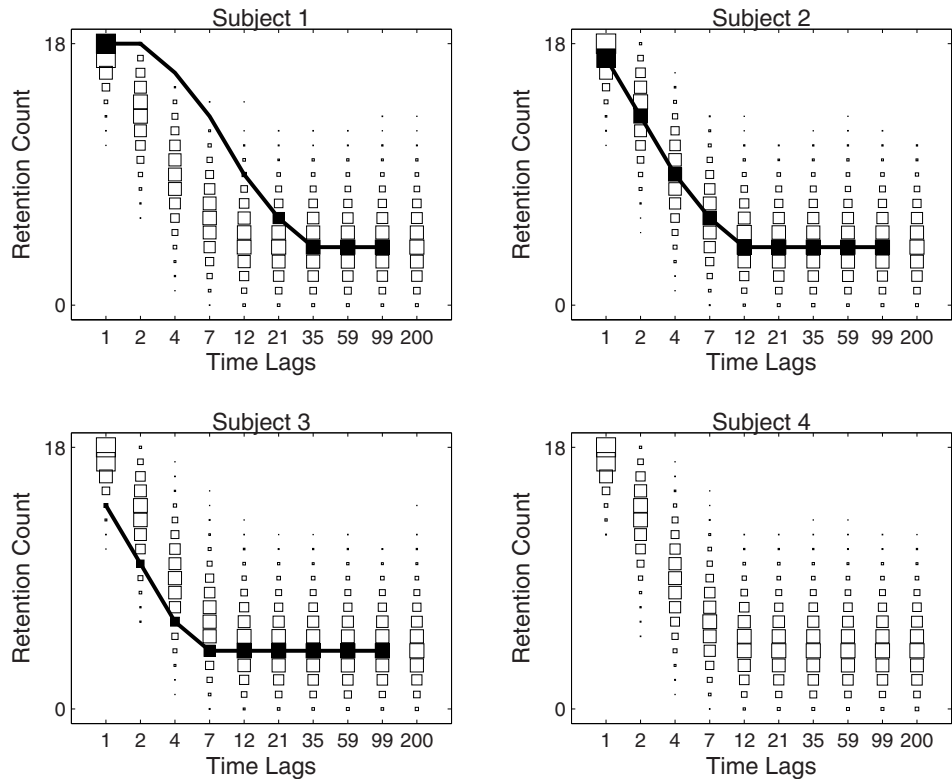 Subject 1
Retention Count
18
0
1 2 4 7 12 21 35 59 99 200
Time Lags
Subject 2
Retention Count
18
0
1 2 4 7 12 21 35 59 99 200
Time Lags
Subject 3
Retention Count
18
0
1 2 4 7 12 21 35 59 99 200
Time Lags
Subject 4
Retention Count
18
0
1 2 4 7 12 21 35 59 99 200
Time Lags